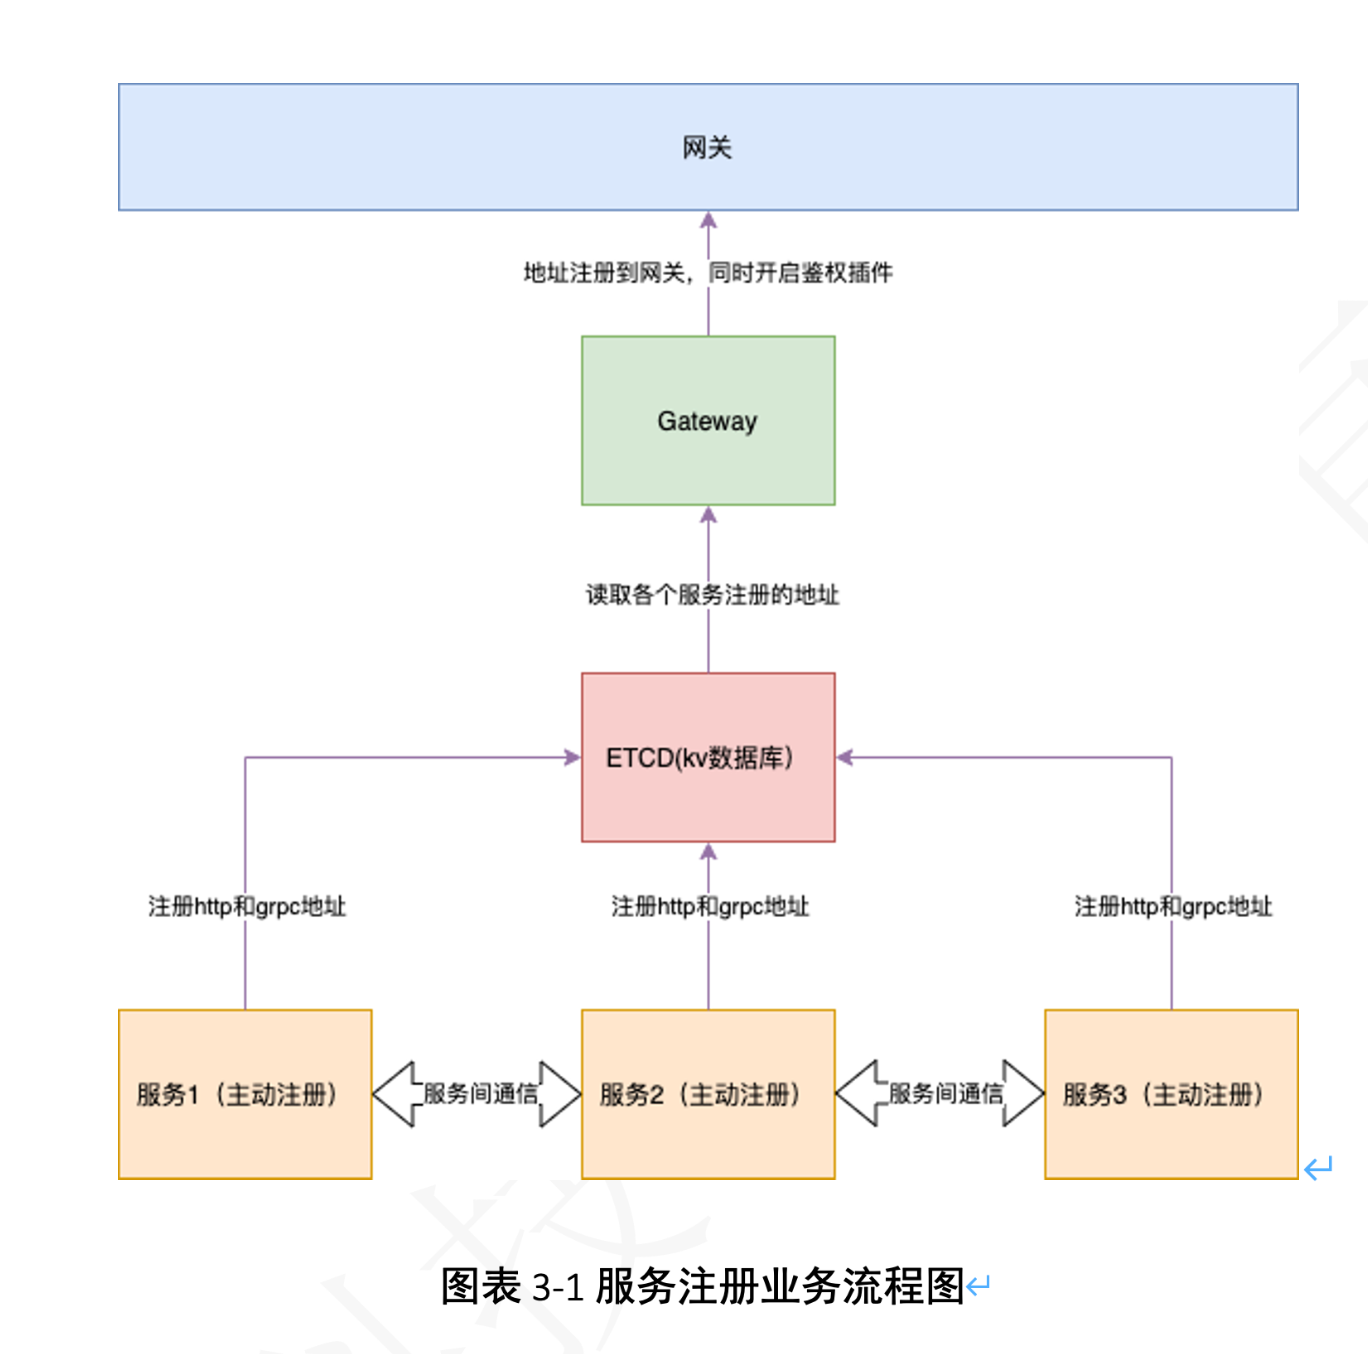 网关
地址注册到网关，同时开启鉴权插件
Gateway
读取各个服务注册的地址
ETCD(kv数据库）
注册http和grpc地址
注册http和grpc地址
注册http和grpc地址
服务1（主动注册）
服务间通信
服务2（主动注册）
服务间通信
服务3（主动注册）
图表 3-1 服务注册业务流程图